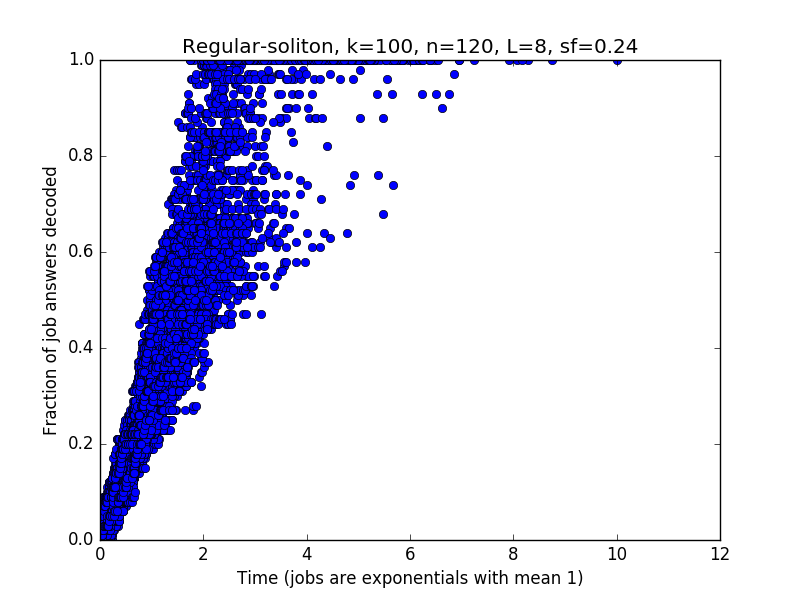 Regular-soliton, k=100, n=120, L=8, sf=0.24
1.0
0.8
0.6
0.4
0.2
0.0
Fraction of job answers decoded
0 2 4 6 8 10 12
Time (jobs are exponentials with mean 1)